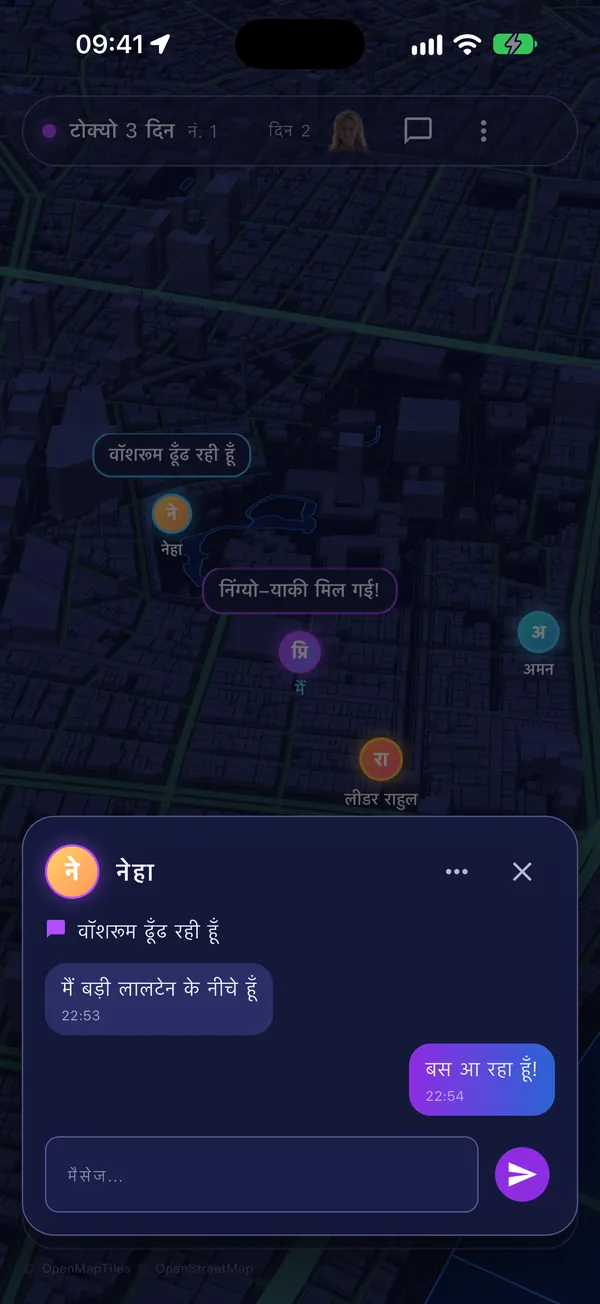 09:41
टोक्यो 3 दिन नं. 1 दिन 2
वॉशरूम ढूँढ रही हूँ
ने
नेहा
निंग्यो-याकी मिल गई!
प्रि
मैं
अ
अमन
रा
लीडर राहुल
ने नेहा
वॉशरूम ढूँढ रही हूँ
मैं बड़ी लालटेन के नीचे हूँ
22:53
बस आ रहा हूँ!
22:54
मैसेज...
© OpenMapTiles © OpenStreetMap